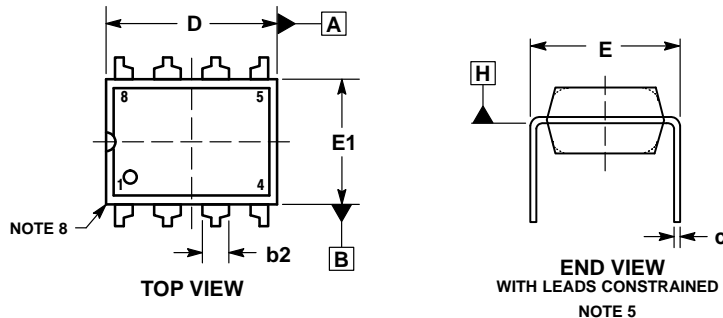 D
A
8
5
E1
1
4
NOTE 8
b2
B
TOP VIEW
H
E
c
END VIEW
WITH LEADS CONSTRAINED
NOTE 5